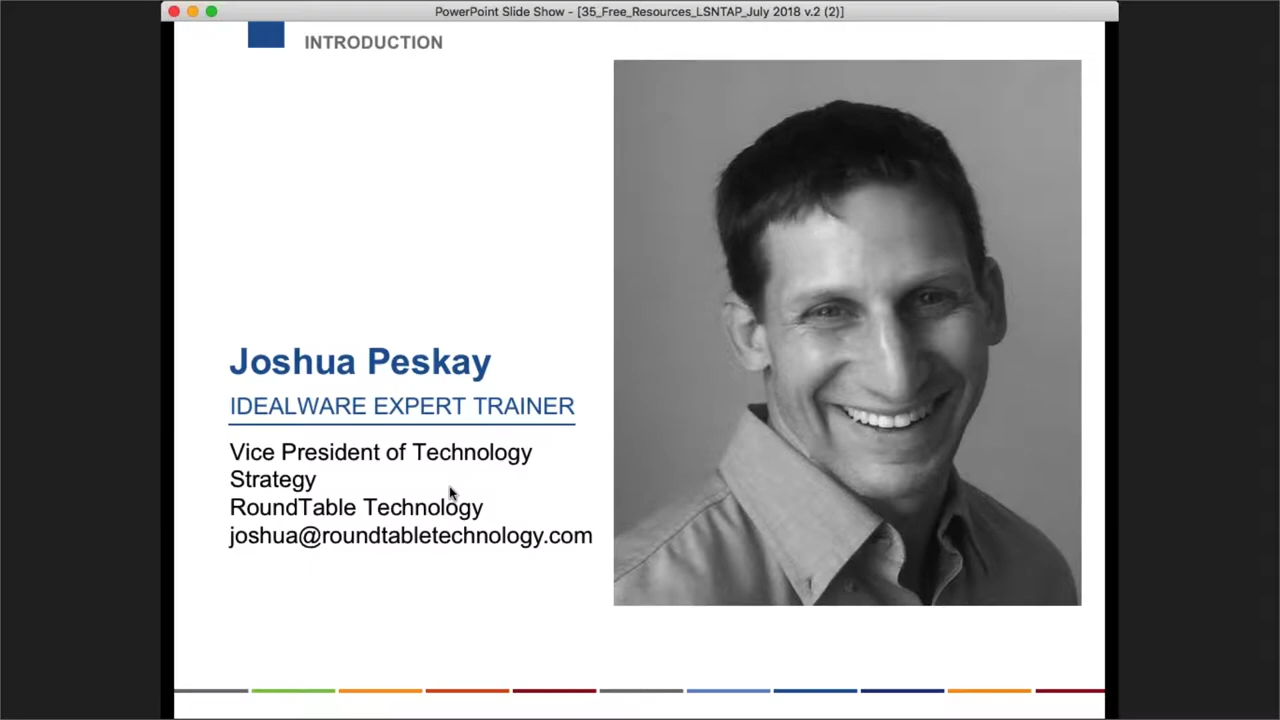 PowerPoint Slide Show - [35_Free_Resources_LSNTAP_July 2018 v.2 (2)]
INTRODUCTION
Joshua Peskay
IDEALWARE EXPERT TRAINER
Vice President of Technology
Strategy
RoundTable Technology
joshua@roundtabletechnology.com